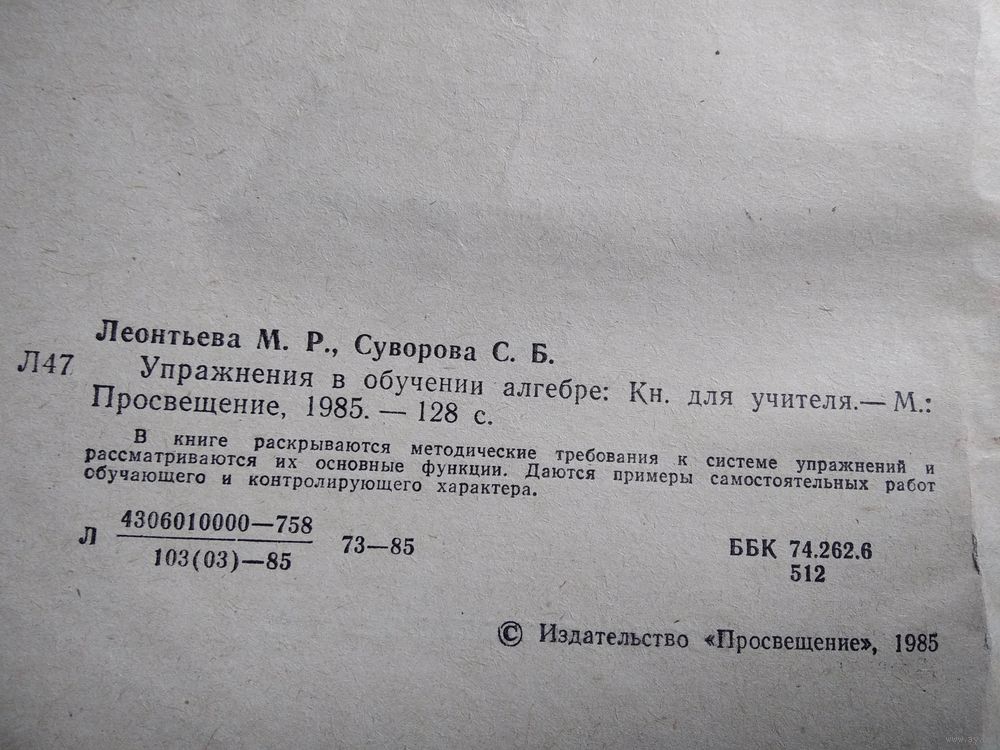 Леонтьева М. Р., Суворова С. Б.
Л47 Упражнения в обучении алгебре: Кн. для учителя.— М.:
Просвещение, 1985. — 128 с.
В книге раскрываются методические требования к системе упражнений и
рассматриваются их основные функции. Даются примеры самостоятельных работ
обучающего и контролирующего характера.
4306010000—758
Л 73—85
103(03)—85
ББК 74.262.6
512
© Издательство «Просвещение», 1985